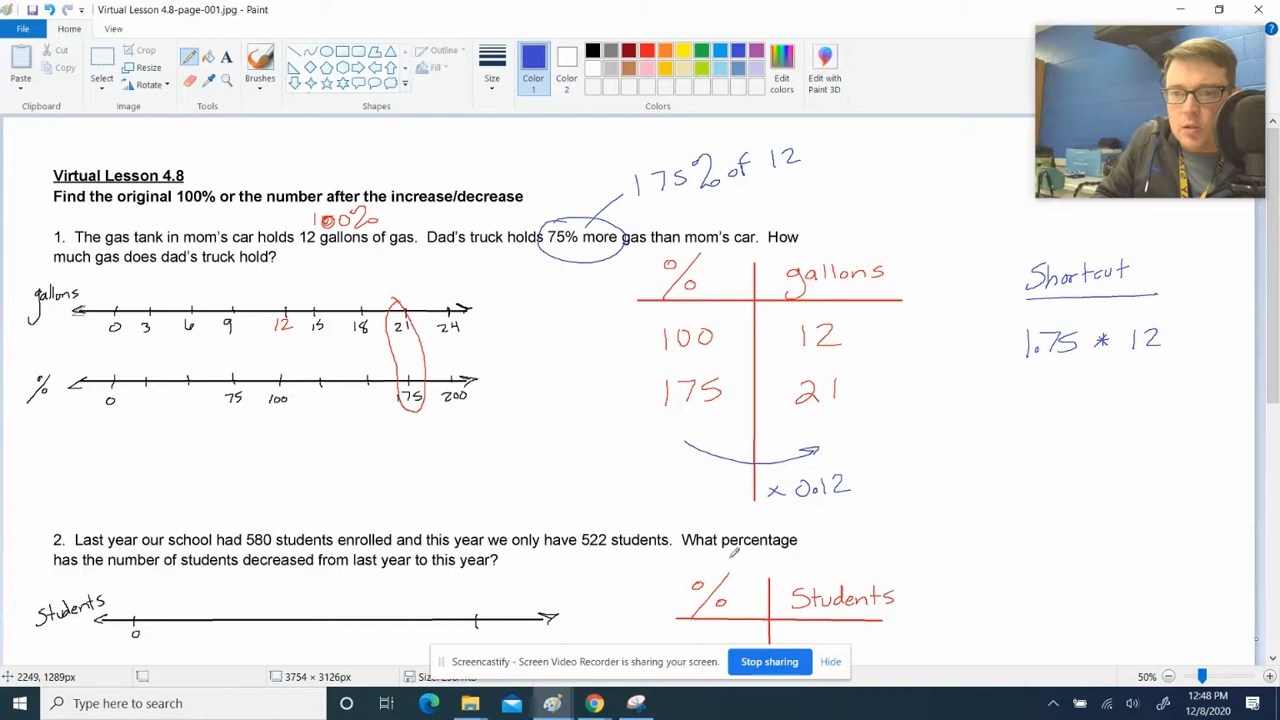 Virtual Lesson 4.8-page-001.jpg - Paint
File
Home
View
Paste
Cut
Copy
Clipboard
Select
Crop
Resize
Rotate
Image
Tools
Brushes
Shapes
Outline
Fill
Size
Color 1
Color 2
Colors
Edit colors
Edit with Paint 3D
175% of 12
Virtual Lesson 4.8
Find the original 100% or the number after the increase/decrease
100%
1. The gas tank in mom's car holds 12 gallons of gas. Dad's truck holds 75% more gas than mom's car. How
much gas does dad's truck hold?
gallons
0 3 6 9 12 15 18 21 24
%
0 75 100 175 200
% gallons
100 12
175 21
x 0.12
Shortcut
1.75 * 12
2. Last year our school had 580 students enrolled and this year we only have 522 students. What percentage
has the number of students decreased from last year to this year?
Students
0
% Students
Screencastify - Screen Video Recorder is sharing your screen.
Stop sharing
Hide
2249, 1289px
3754 × 3126px
50%
Type here to search
12:48 PM
12/8/2020